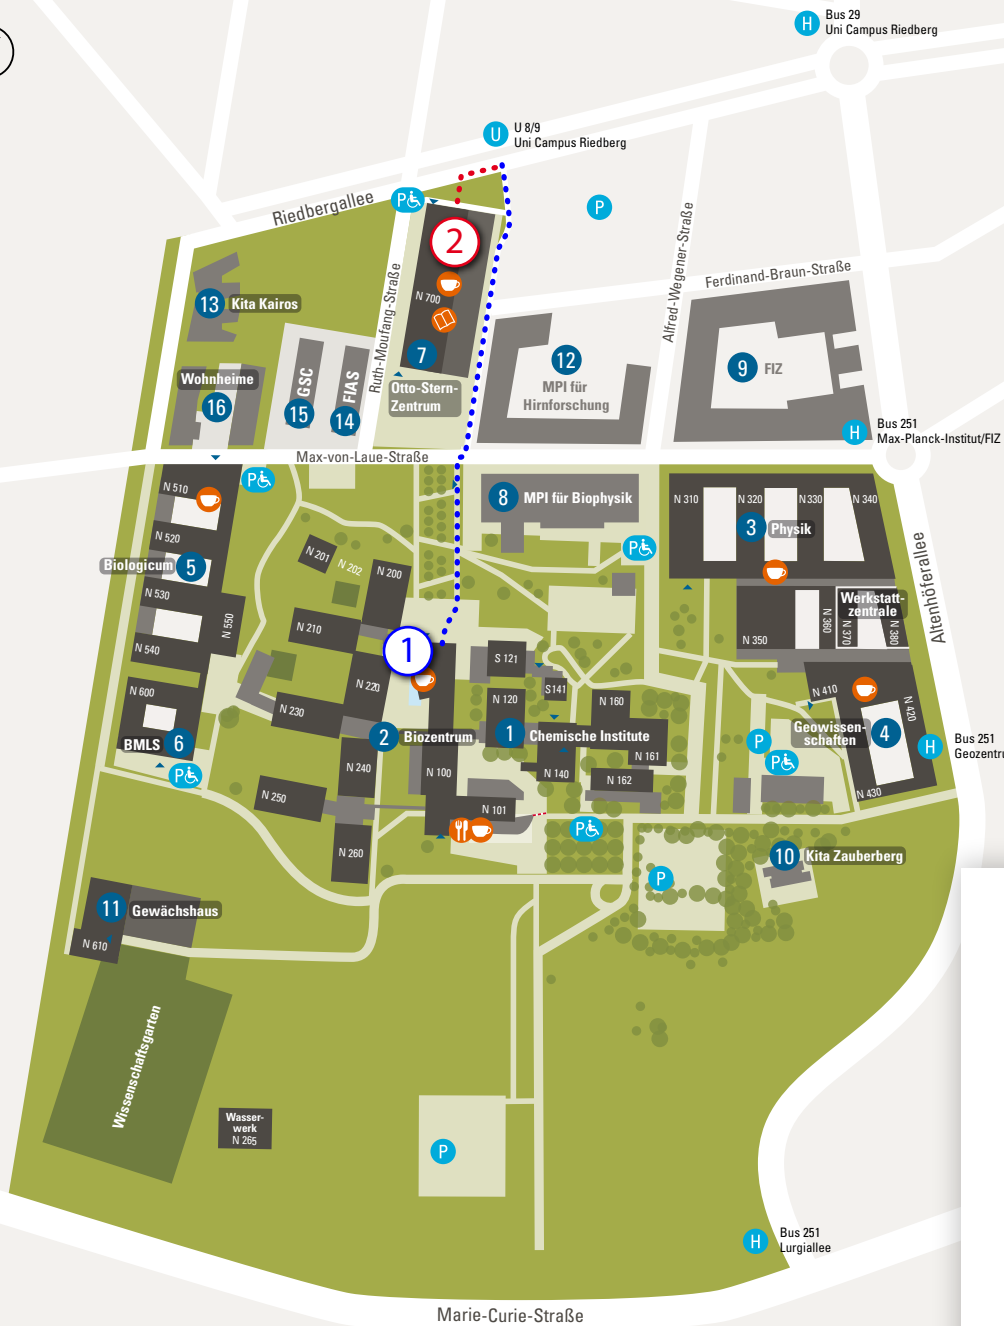 H Bus 29
Uni Campus Riedberg
U U 8/9
Uni Campus Riedberg
Riedbergallee
P
P
2
N 700
7
Otto-Stern-
Zentrum
Ruth-Moufang-Straße
Alfred-Wegener-Straße
Ferdinand-Braun-Straße
13 Kita Kairos
Wohnheime
16
GSC
15
FIAS
14
12
MPI für
Hirnforschung
9 FIZ
H Bus 251
Max-Planck-Institut/FIZ
Max-von-Laue-Straße
P
N 510
N 520
Biologicum 5
N 530
N 540
N 550
N 600
BMLS 6
P
N 201
N 202
N 200
N 210
N 220
N 230
N 240
N 250
N 260
1
2 Biozentrum
N 100
N 101
8 MPI für Biophysik
P
S 121
S141
N 120
1 Chemische Institute
N 160
N 161
N 162
N 140
N 310
N 320
N 330
N 340
3 Physik
Werkstatt-
zentrale
N 350
N 360
N 370
N 380
Altenhöferallee
N 410
N 420
Geowissen-
schaften 4
N 430
P
P
H Bus 251
Geozentru
P
P
10 Kita Zauberberg
11 Gewächshaus
N 610
Wissenschaftsgarten
Wasser-
werk
N 265
P
H Bus 251
Lurgiallee
Marie-Curie-Straße